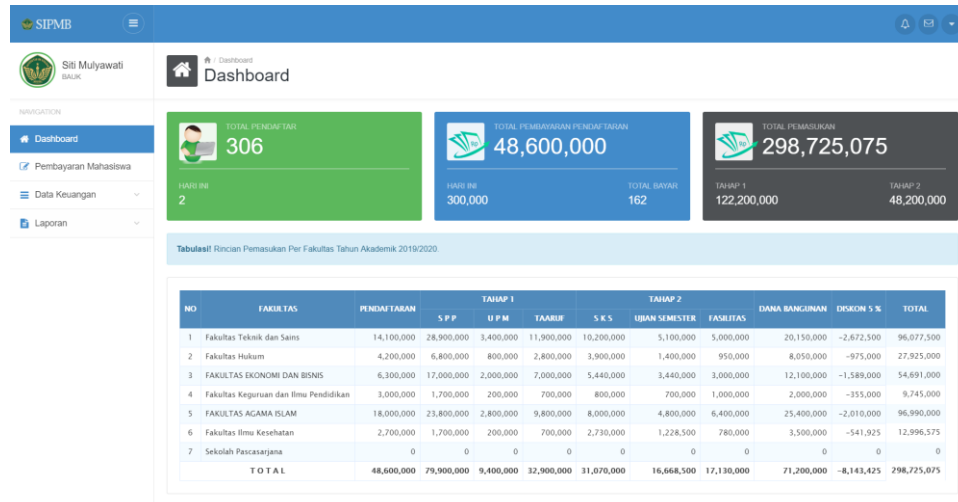 SIPMB
Siti Mulyawati
BAUK
/ Dashboard
Dashboard
NAVIGATION
Dashboard
Pembayaran Mahasiswa
Data Keuangan
Laporan
TOTAL PENDAFTAR
306
HARI INI
2
TOTAL PEMBAYARAN PENDAFTARAN
48,600,000
HARI INI TOTAL BAYAR
300,000 162
TOTAL PEMASUKAN
298,725,075
TAHAP 1 TAHAP 2
122,200,000 48,200,000
Tabulasi! Rincian Pemasukan Per Fakultas Tahun Akademik 2019/2020.
NO FAKULTAS PENDAFTARAN TAHAP 1 TAHAP 2 DANA BANGUNAN DISKON 5 % TOTAL
S P P U P M TAARUF S K S UJIAN SEMESTER FASILITAS
1 Fakultas Teknik dan Sains 14,100,000 28,900,000 3,400,000 11,900,000 10,200,000 5,100,000 5,000,000 20,150,000 -2,672,500 96,077,500
2 Fakultas Hukum 4,200,000 6,800,000 800,000 2,800,000 3,900,000 1,400,000 950,000 8,050,000 -975,000 27,925,000
3 FAKULTAS EKONOMI DAN BISNIS 6,300,000 17,000,000 2,000,000 7,000,000 5,440,000 3,440,000 3,000,000 12,100,000 -1,589,000 54,691,000
4 Fakultas Keguruan dan Ilmu Pendidikan 3,000,000 1,700,000 200,000 700,000 800,000 700,000 1,000,000 2,000,000 -355,000 9,745,000
5 FAKULTAS AGAMA ISLAM 18,000,000 23,800,000 2,800,000 9,800,000 8,000,000 4,800,000 6,400,000 25,400,000 -2,010,000 96,990,000
6 Fakultas Ilmu Kesehatan 2,700,000 1,700,000 200,000 700,000 2,730,000 1,228,500 780,000 3,500,000 -541,925 12,996,575
7 Sekolah Pascasarjana 0 0 0 0 0 0 0 0 0 0
T O T A L 48,600,000 79,900,000 9,400,000 32,900,000 31,070,000 16,668,500 17,130,000 71,200,000 -8,143,425 298,725,075